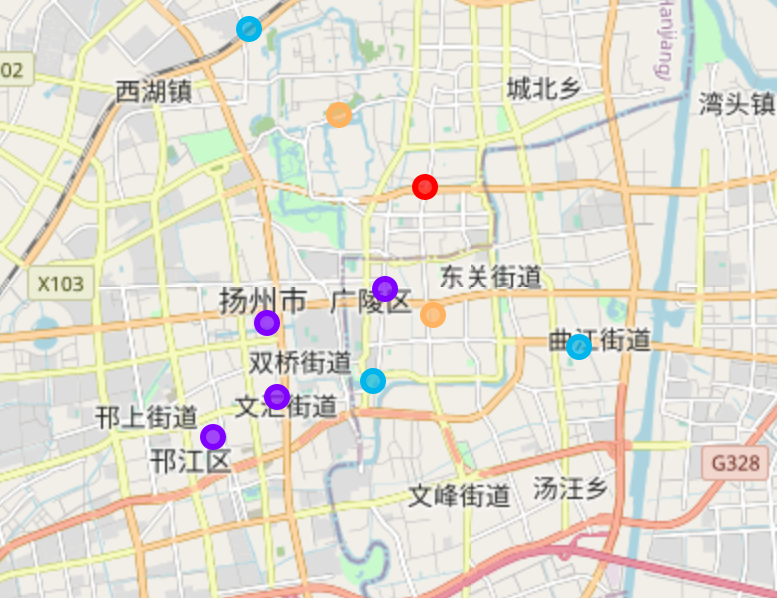 Hanjiang
02
西湖镇
城北乡
湾头镇
X103
东关街道
扬州市
广陵区
曲江街道
双桥街道
文汇街道
邗上街道
邗江区
G328
文峰街道
汤汪乡